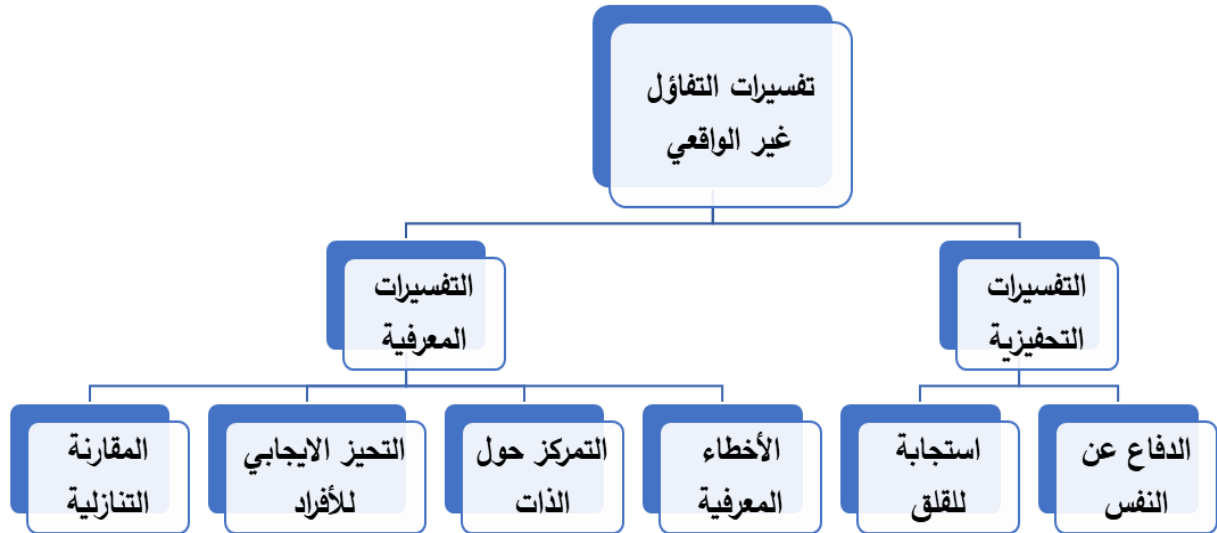 تفسيرات التفاؤل
غير الواقعي
التفسيرات
التحفيزية
التفسيرات
المعرفية
الدفاع عن
النفس
استجابة
للقلق
الأخطاء
المعرفية
التمركز حول
الذات
التحيز الايجابي
للأفراد
المقارنة
التنازلية